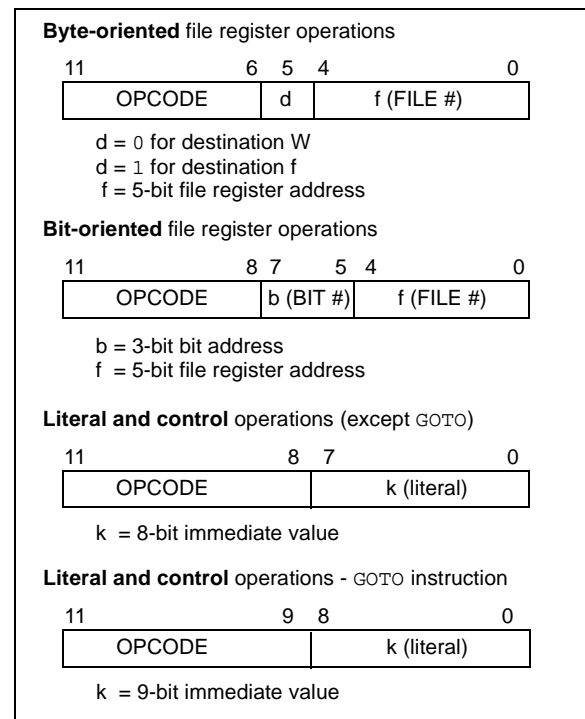 Byte-oriented file register operations
11 6 5 4 0
OPCODE d f (FILE #)
d = 0 for destination W
d = 1 for destination f
f = 5-bit file register address
Bit-oriented file register operations
11 8 7 5 4 0
OPCODE b (BIT #) f (FILE #)
b = 3-bit bit address
f = 5-bit file register address
Literal and control operations (except GOTO)
11 8 7 0
OPCODE k (literal)
k = 8-bit immediate value
Literal and control operations - GOTO instruction
11 9 8 0
OPCODE k (literal)
k = 9-bit immediate value